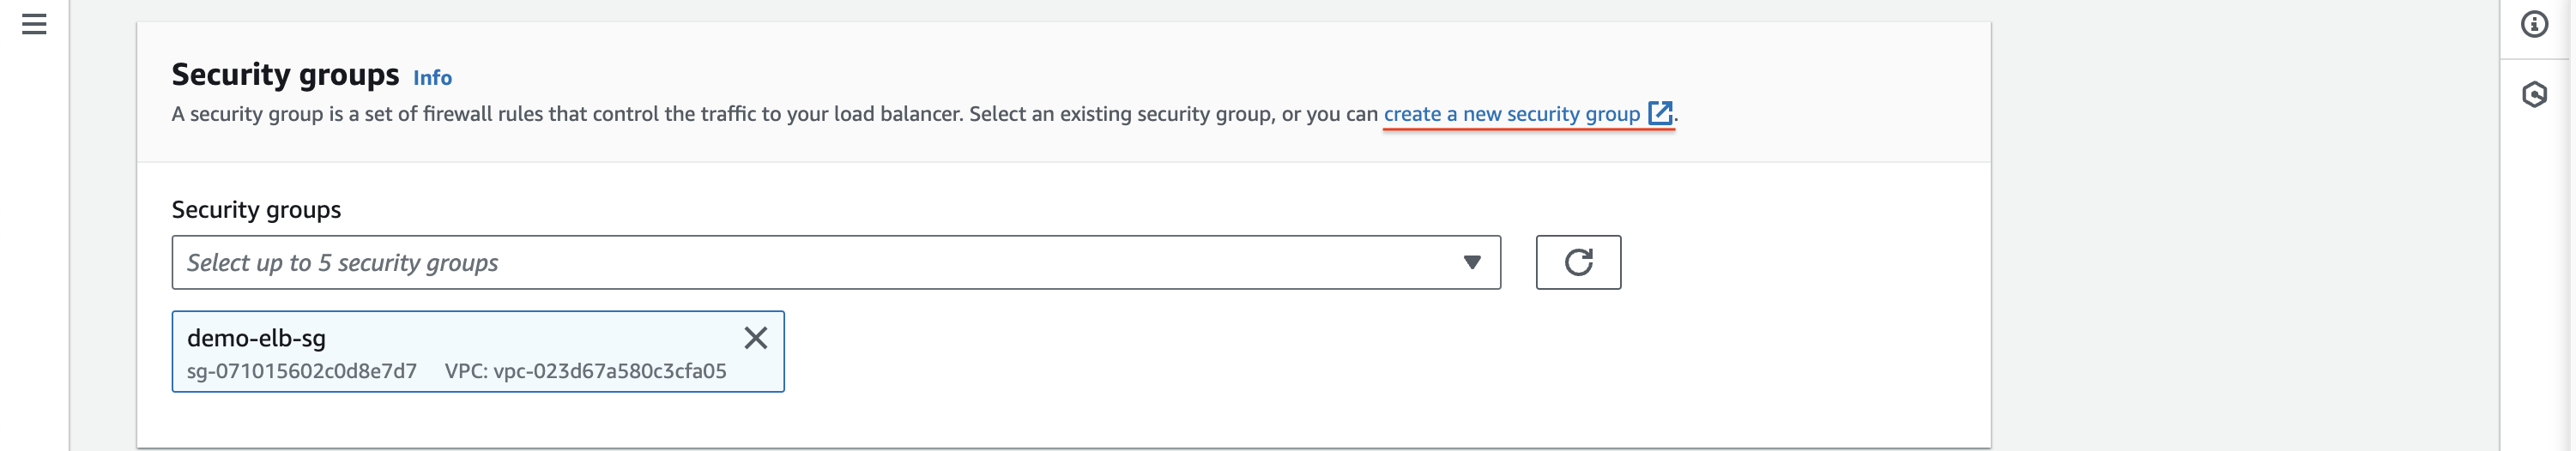 Security groups Info
A security group is a set of firewall rules that control the traffic to your load balancer. Select an existing security group, or you can create a new security group.
Security groups
Select up to 5 security groups
demo-elb-sg
sg-071015602c0d8e7d7 VPC: vpc-023d67a580c3cfa05